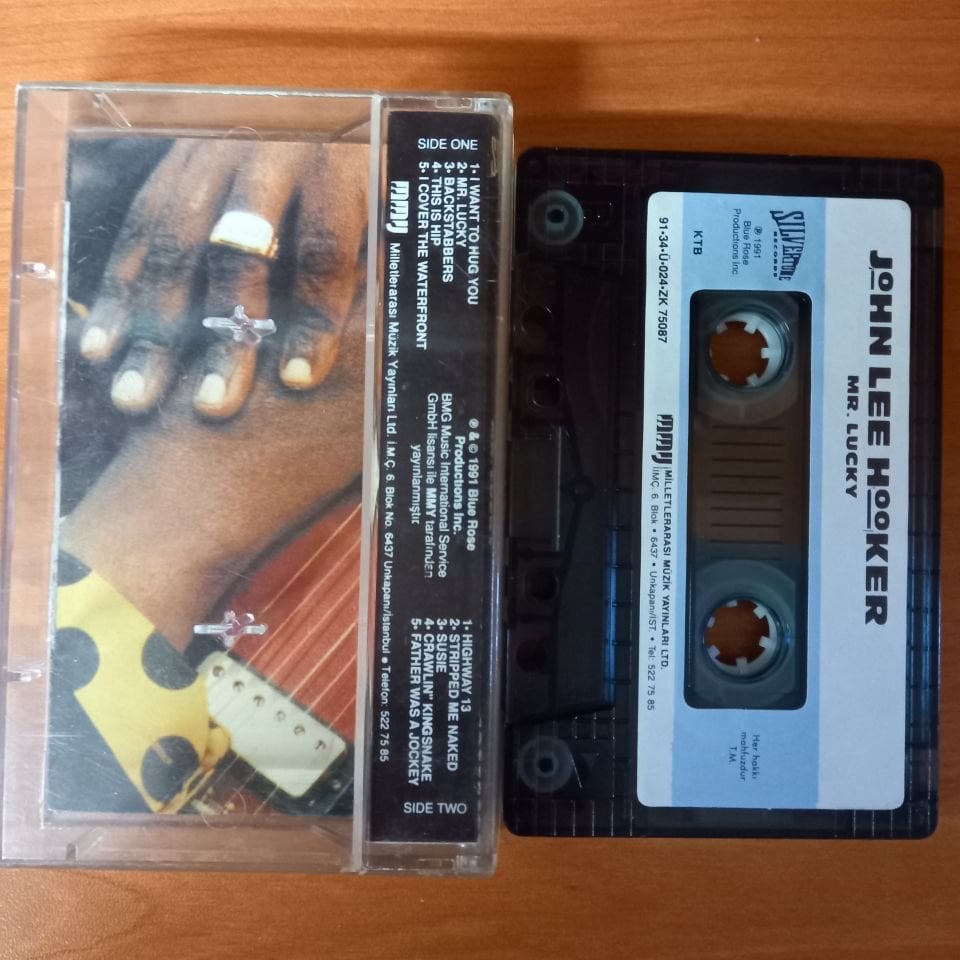 SIDE ONE
1• I WANT TO HUG YOU
2• MR. LUCKY
3• BACKSTABBERS
4• THIS IS HIP
5• I COVER THE WATERFRONT
℗ & © 1991 Blue Rose
Productions Inc.
BMG Music International Service
GmbH lisansı ile MMY tarafından
yayınlanmıştır
1• HIGHWAY 13
2• STRIPPED ME NAKED
3• SUSIE
4• CRAWLIN" KINGSNAKE
5• FATHER WAS A JOCKEY
SIDE TWO
mmy Milletlerarası Müzik Yayınları Ltd. İ.M.Ç. 6. Blok No. 6437 Unkapanı/İstanbul • Telefon: 522 75 85
JOHN LEE HOOKER
MR. LUCKY
SILVERTONE
RECORDS
℗ 1991
Blue Rose
Productions Inc
KTB
91•34•Ü•024•ZK 75087
Her hakkı
mahfuzdur
T.M.
mmy MİLLETLERARASI MÜZİK YAYINLARI LTD.
İMÇ. 6 Blok • 6437 • Unkapanı/İST. • Tel: 522 75 85